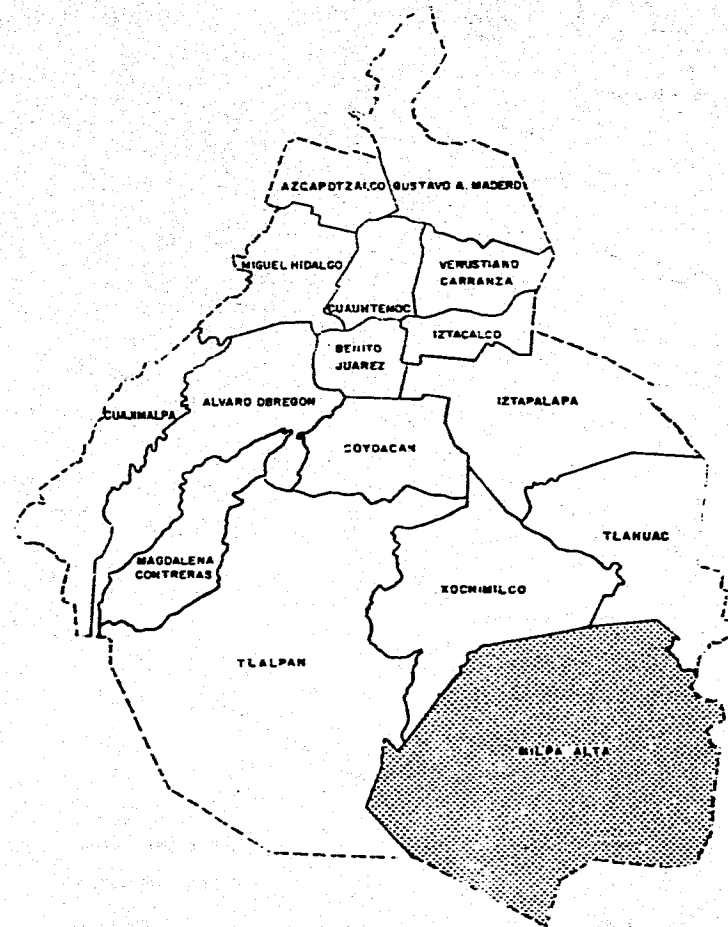 AZCAPOTZALCO
GUSTAVO A. MADERO
MIGUEL HIDALGO
VENUSTIANO
CARRANZA
CUAUHTEMOC
IZTACALCO
BENITO
JUAREZ
CUAJIMALPA
ALVARO OBREGON
IZTAPALAPA
COYOACAN
TLAHUAC
MAGDALENA
CONTRERAS
XOCHIMILCO
TLALPAN
MILPA ALTA